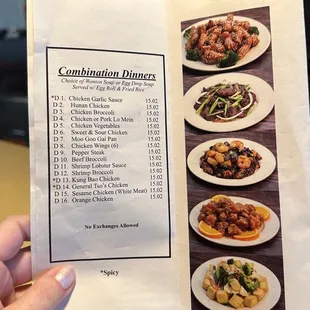 Combination Dinners
Choice of Wonton Soup or Egg Drop Soup
Served w/ Egg Roll & Fried Rice
*D 1. Chicken Garlic Sauce 15.02
D 2. Hunan Chicken 15.02
D 3. Chicken Broccoli 15.02
D 4. Chicken or Pork Lo Mein 15.02
D 5. Chicken Vegetables 15.02
D 6. Sweet & Sour Chicken 15.02
D 7. Moo Goo Gai Pan 15.02
D 8. Chicken Wings (6) 15.02
D 9. Pepper Steak 15.02
D 10. Beef Broccoli 15.02
D 11. Shrimp Lobster Sauce 15.02
D 12. Shrimp Broccoli 15.02
*D 13. Kung Bao Chicken 15.02
*D 14. General Tso's Chicken 15.02
D 15. Sesame Chicken (White Meat) 15.02
D 16. Orange Chicken 15.02
No Exchanges Allowed
*Spicy